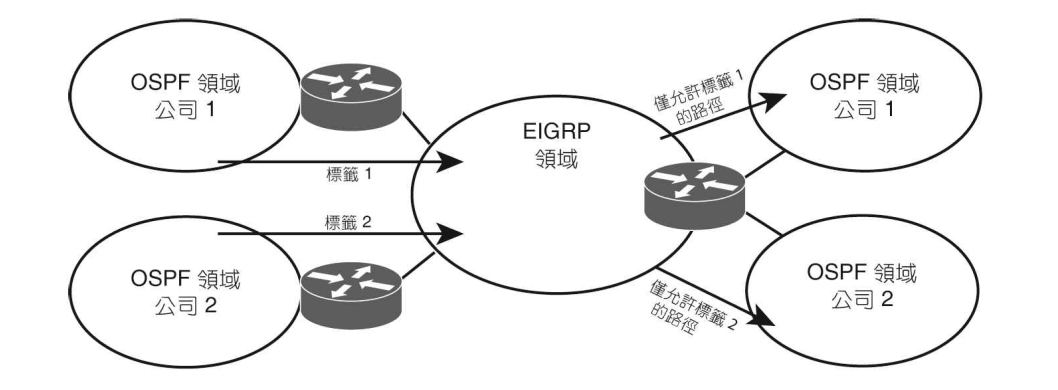 OSPF 領域
公司 1
標籤 1
標籤 2
OSPF 領域
公司 2
EIGRP
領域
僅允許標籤 1
的路徑
OSPF 領域
公司 1
僅允許標籤 2
的路徑
OSPF 領域
公司 2